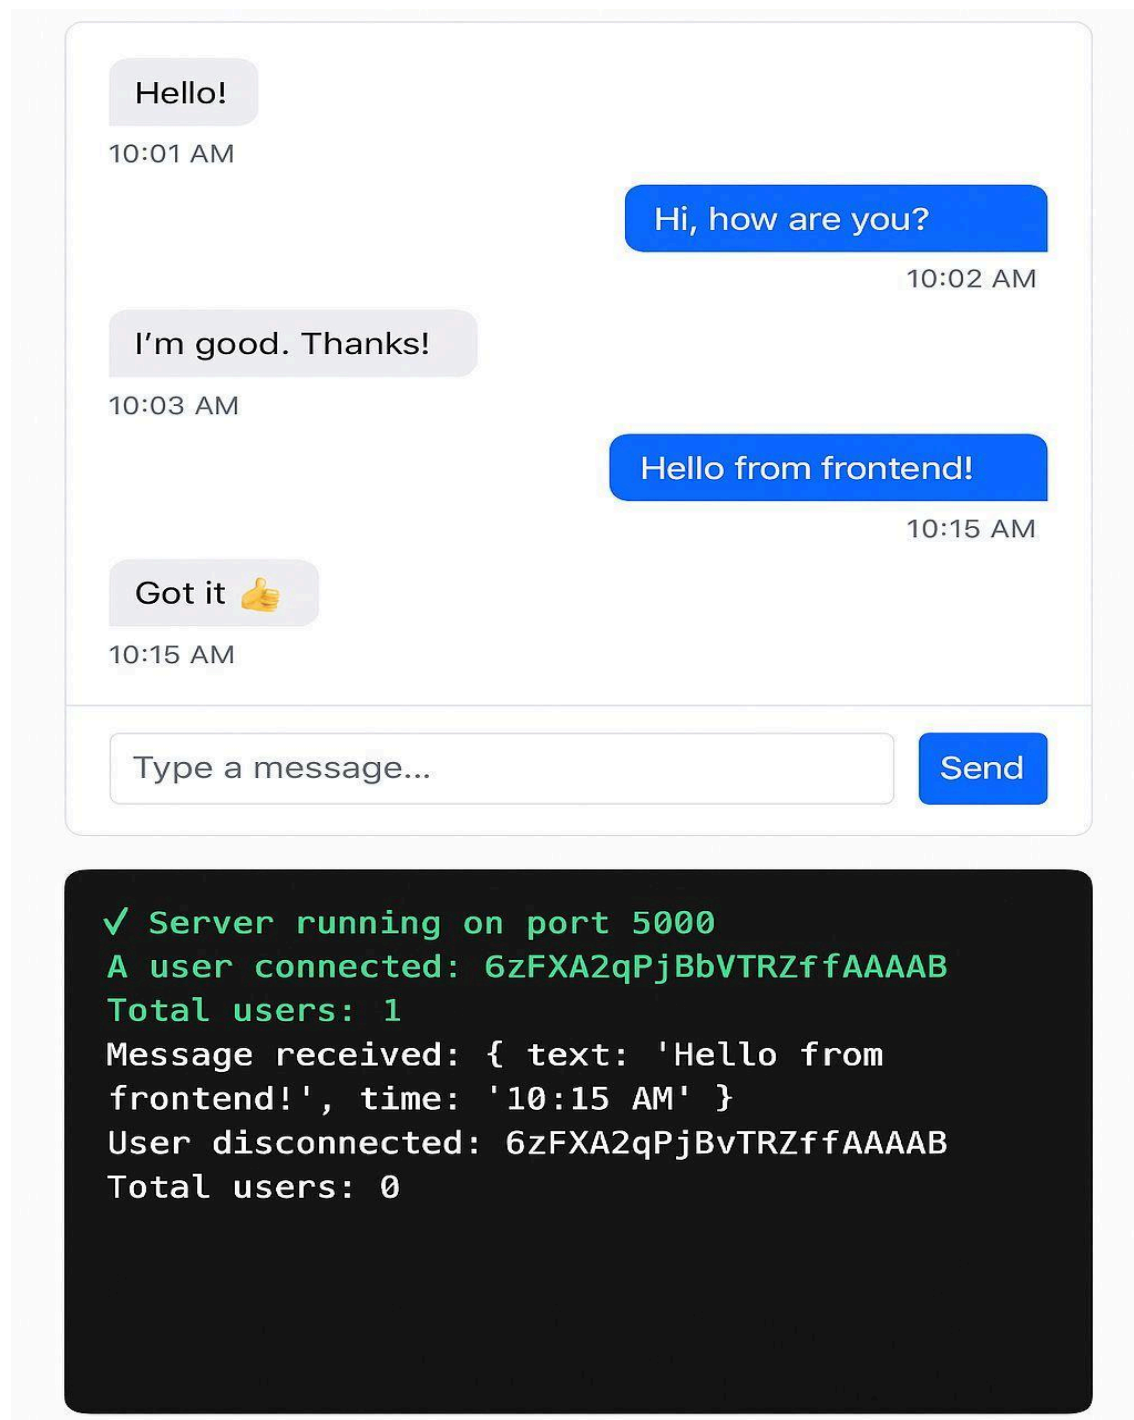 Hello!
10:01 AM
Hi, how are you?
10:02 AM
I’m good. Thanks!
10:03 AM
Hello from frontend!
10:15 AM
Got it 👍
10:15 AM
Type a message...
Send
✓ Server running on port 5000
A user connected: 6zFXA2qPjBbVTRZffAAAAB
Total users: 1
Message received: { text: 'Hello from
frontend!', time: '10:15 AM' }
User disconnected: 6zFXA2qPjBvTRZffAAAAB
Total users: 0